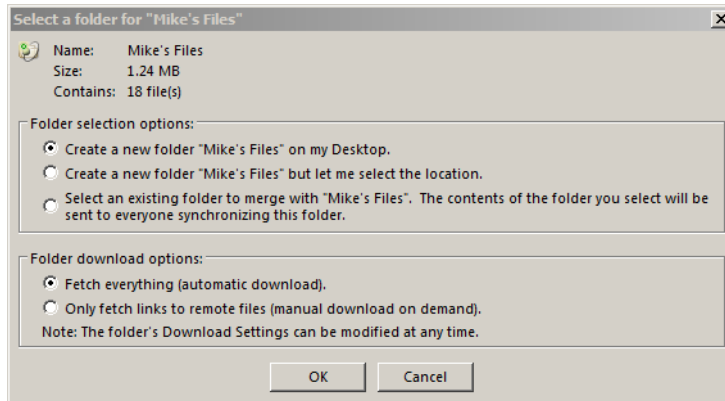 Select a folder for "Mike's Files"
Name: Mike's Files
Size: 1.24 MB
Contains: 18 file(s)
Folder selection options:
Create a new folder "Mike's Files" on my Desktop.
Create a new folder "Mike's Files" but let me select the location.
Select an existing folder to merge with "Mike's Files". The contents of the folder you select will be
sent to everyone synchronizing this folder.
Folder download options:
Fetch everything (automatic download).
Only fetch links to remote files (manual download on demand).
Note: The folder's Download Settings can be modified at any time.
OK Cancel